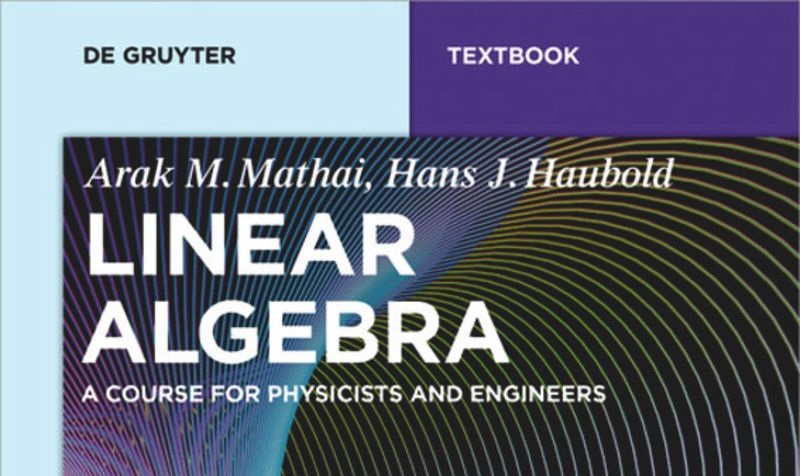 DE GRUYTER
TEXTBOOK
Arak M. Mathai, Hans J. Haubold
LINEAR
ALGEBRA
A COURSE FOR PHYSICISTS AND ENGINEERS